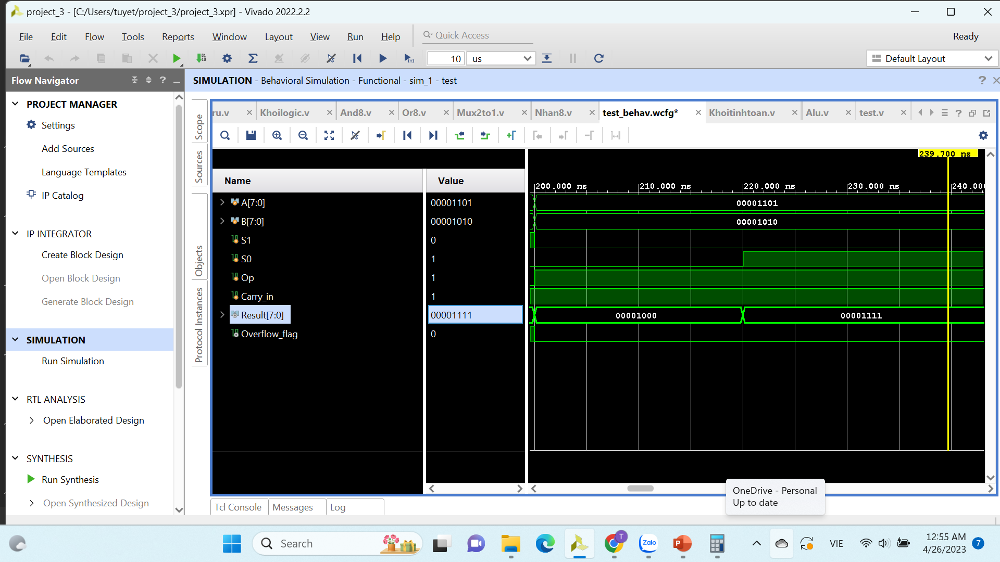 project_3 - [C:/Users/tuyet/project_3/project_3.xpr] - Vivado 2022.2.2
File Edit Flow Tools Reports Window Layout View Run Help
Quick Access
Ready
10 us
Default Layout
Flow Navigator
SIMULATION - Behavioral Simulation - Functional - sim_1 - test
PROJECT MANAGER
Settings
Add Sources
Language Templates
IP Catalog
IP INTEGRATOR
Create Block Design
Open Block Design
Generate Block Design
SIMULATION
Run Simulation
RTL ANALYSIS
Open Elaborated Design
SYNTHESIS
Run Synthesis
Open Synthesized Design
Scope
Sources
Objects
Protocol Instances
ru.v Khoilogic.v And8.v Or8.v Mux2to1.v Nhan8.v test_behav.wcfg* Khoitinhtoan.v Alu.v test.v
239.700 ns
Name Value
200.000 ns 210.000 ns 220.000 ns 230.000 ns 240.000
A[7:0] 00001101 00001101
B[7:0] 00001010 00001010
S1 0
S0 1
Op 1
Carry_in 1
Result[7:0] 00001111 00001000 00001111
Overflow_flag 0
OneDrive - Personal
Up to date
Tcl Console Messages Log
Search
Zalo
T
P
VIE
12:55 AM
4/26/2023
7